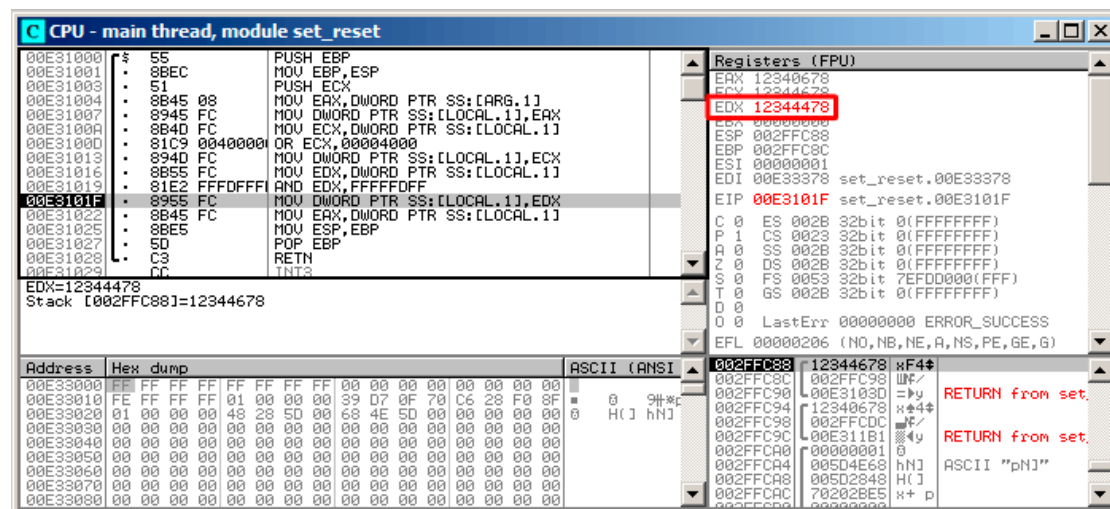 C CPU - main thread, module set_reset
00E31000 $ 55 PUSH EBP
00E31001 . 8BEC MOV EBP,ESP
00E31003 . 51 PUSH ECX
00E31004 . 8B45 08 MOV EAX,DWORD PTR SS:[ARG.1]
00E31007 . 8945 FC MOV DWORD PTR SS:[LOCAL.1],EAX
00E3100A . 8B4D FC MOV ECX,DWORD PTR SS:[LOCAL.1]
00E3100D . 81C9 0040000 OR ECX,00004000
00E31013 . 894D FC MOV DWORD PTR SS:[LOCAL.1],ECX
00E31016 . 8B55 FC MOV EDX,DWORD PTR SS:[LOCAL.1]
00E31019 . 81E2 FFFDFFF AND EDX,FFFFFDFF
00E3101F . 8955 FC MOV DWORD PTR SS:[LOCAL.1],EDX
00E31022 . 8B45 FC MOV EAX,DWORD PTR SS:[LOCAL.1]
00E31025 . 8BE5 MOV ESP,EBP
00E31027 . 5D POP EBP
00E31028 . C3 RETN
00E31029 CC INT3
EDX=12344478
Stack [002FFC88]=12344678
Registers (FPU)
EAX 12340678
ECX 12344678
EDX 12344478
EBX 00000000
ESP 002FFC88
EBP 002FFC8C
ESI 00000001
EDI 00E33378 set_reset.00E33378
EIP 00E3101F set_reset.00E3101F
C 0 ES 002B 32bit 0(FFFFFFFF)
P 1 CS 0023 32bit 0(FFFFFFFF)
A 0 SS 002B 32bit 0(FFFFFFFF)
Z 0 DS 002B 32bit 0(FFFFFFFF)
S 0 FS 0053 32bit 7EFDD000(FFF)
T 0 GS 002B 32bit 0(FFFFFFFF)
D 0
O 0 LastErr 00000000 ERROR_SUCCESS
EFL 00000206 (NO,NB,NE,A,NS,PE,GE,G)
Address Hex dump ASCII (ANSI
00E33000 FF FF FF FF FF FF FF FF 00 00 00 00 00 00 00 00
00E33010 FE FF FF FF 01 00 00 00 39 D7 0F 70 C6 28 F0 8F
00E33020 01 00 00 00 48 28 5D 00 68 4E 5D 00 00 00 00 00 H(] hN]
00E33030 00 00 00 00 00 00 00 00 00 00 00 00 00 00 00 00
00E33040 00 00 00 00 00 00 00 00 00 00 00 00 00 00 00 00
00E33050 00 00 00 00 00 00 00 00 00 00 00 00 00 00 00 00
00E33060 00 00 00 00 00 00 00 00 00 00 00 00 00 00 00 00
00E33070 00 00 00 00 00 00 00 00 00 00 00 00 00 00 00 00
00E33080 00 00 00 00 00 00 00 00 00 00 00 00 00 00 00 00
002FFC88 12344678 xF4
002FFC8C 002FFC98
002FFC90 00E3103D RETURN from set
002FFC94 12340678
002FFC98 002FFCDC
002FFC9C 00E311B1 RETURN from set
002FFCA0 00000001
002FFCA4 005D4E68 hN] ASCII "pN]"
002FFCA8 005D2848 H(]
002FFCAC 70202BE5 x+ p